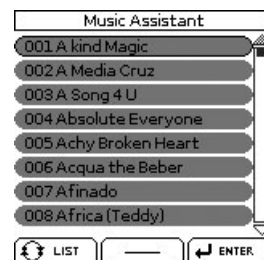 Music Assistant
001 A kind Magic
002 A Media Cruz
003 A Song 4 U
004 Absolute Everyone
005 Achy Broken Heart
006 Acqua the Beber
007 Afinado
008 Africa (Teddy)
LIST
ENTER